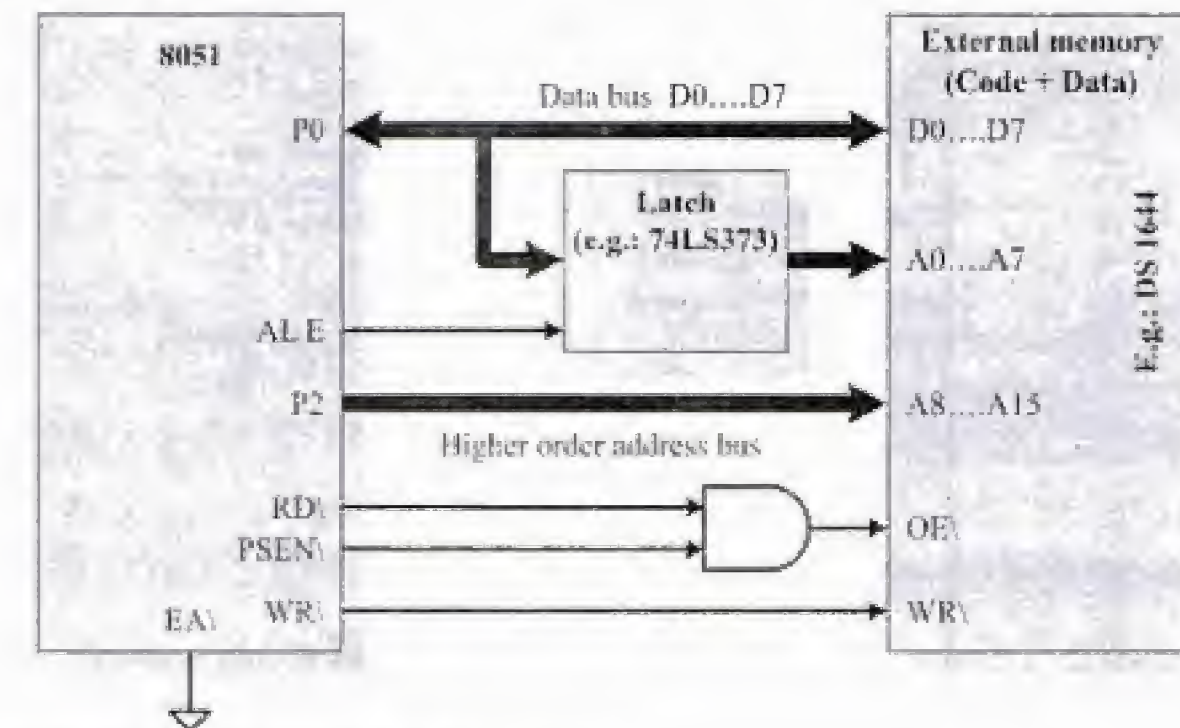 8051
External memory
(Code + Data)
Data bus D0....D7
P0
D0....D7
Latch
(e.g.: 74LS373)
A0....A7
E.g.: DS 1644
ALE
P2
A8....A15
Higher order address bus
RD\
PSEN\
OE\
EA\
WR\
WR\